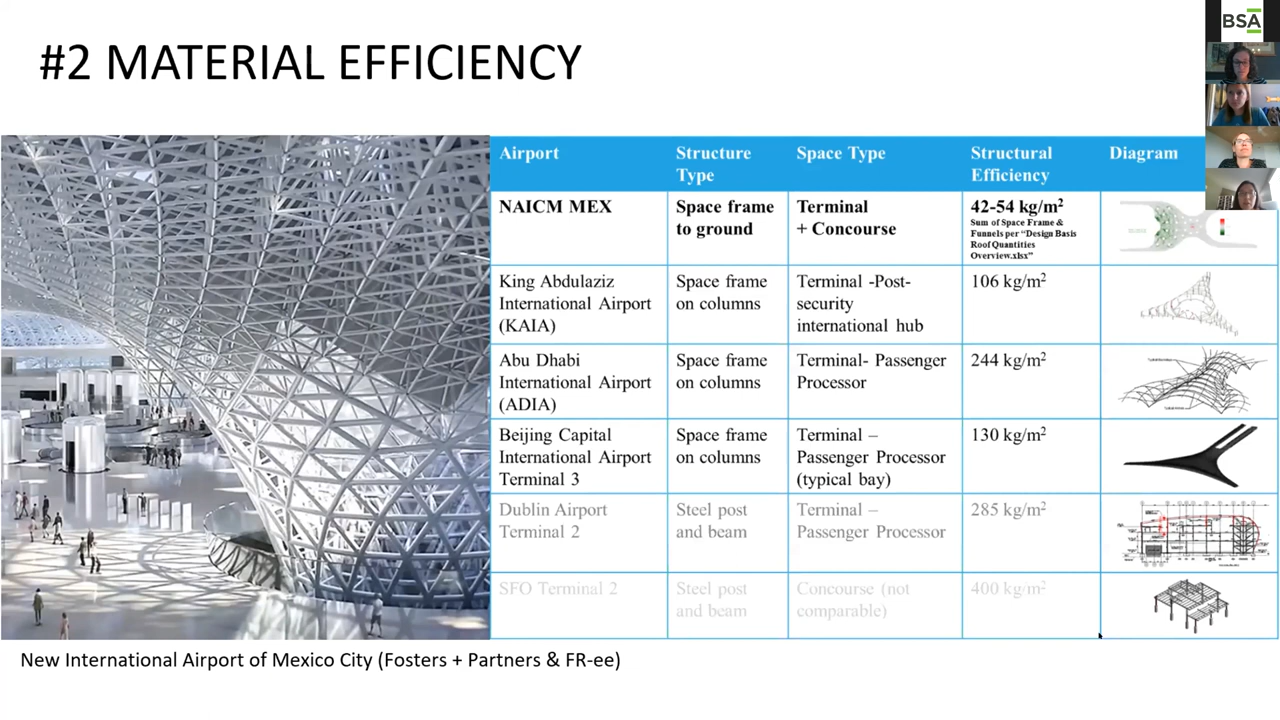 #2 MATERIAL EFFICIENCY
BSA
Airport
Structure
Type
Space Type
Structural
Efficiency
Diagram
NAICM MEX
Space frame
to ground
Terminal
+ Concourse
42-54 kg/m²
Sum of Space Frame &
Funnels per “Design Basis
Roof Quantities
Overview.xlsx”
King Abdulaziz
International Airport
(KAIA)
Space frame
on columns
Terminal -Post-
security
international hub
106 kg/m²
Abu Dhabi
International Airport
(ADIA)
Space frame
on columns
Terminal- Passenger
Processor
244 kg/m²
Beijing Capital
International Airport
Terminal 3
Space frame
on columns
Terminal –
Passenger Processor
(typical bay)
130 kg/m²
Dublin Airport
Terminal 2
Steel post
and beam
Terminal –
Passenger Processor
285 kg/m²
SFO Terminal 2
Steel post
and beam
Concourse (not
comparable)
400 kg/m²
New International Airport of Mexico City (Fosters + Partners & FR-ee)